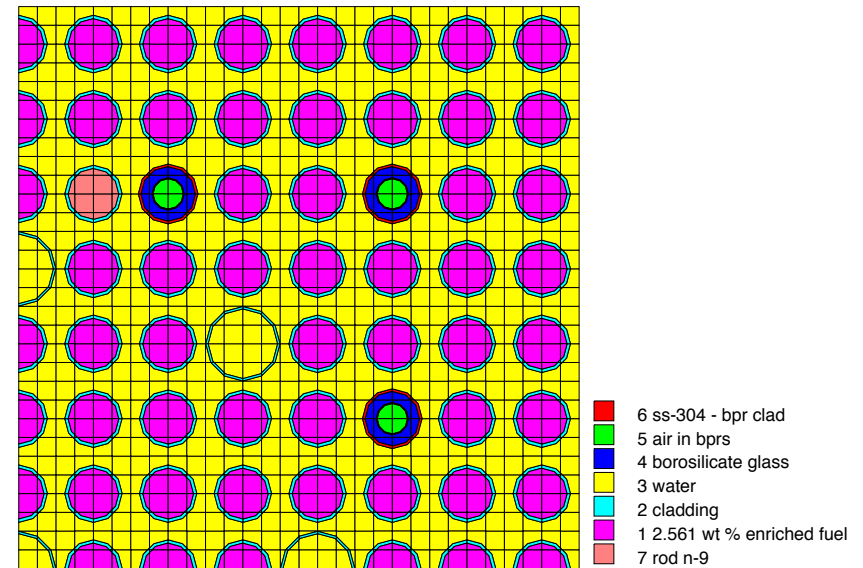 6 ss-304 - bpr clad
5 air in bprs
4 borosilicate glass
3 water
2 cladding
1 2.561 wt % enriched fuel
7 rod n-9